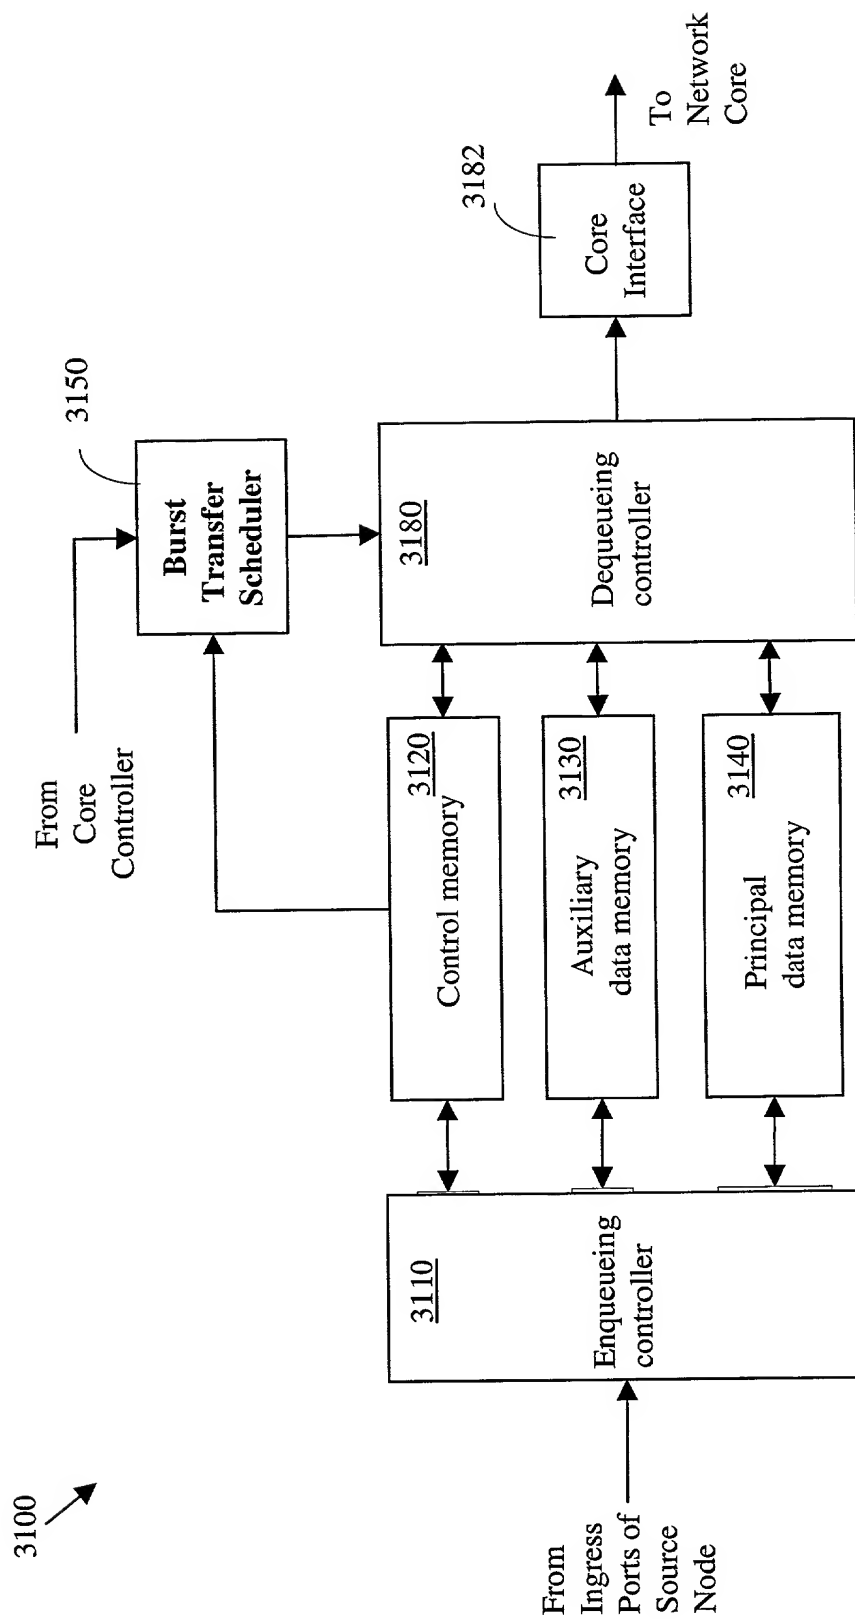 3100
From
Ingress
Ports of
Source
Node
3110
Enqueueing
controller
From
Core
Controller
3120
Control memory
3130
Auxiliary
data memory
3140
Principal
data memory
3150
Burst
Transfer
Scheduler
3180
Dequeueing
controller
3182
Core
Interface
To
Network
Core